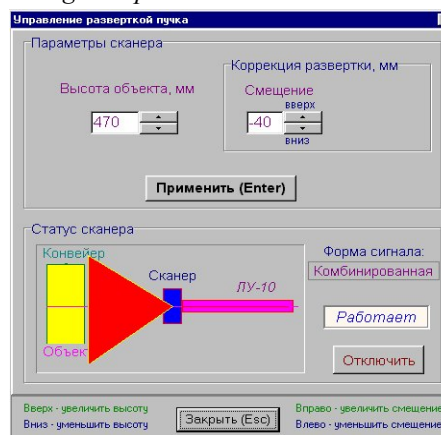 Управление разверткой пучка
Параметры сканера
Коррекция развертки, мм
Высота объекта, мм
Смещение
вверх
470
-40
вниз
Применить (Enter)
Статус сканера
Конвейер
Форма сигнала:
Комбинированная
Сканер
ЛУ-10
Работает
Объект
Отключить
Вверх - увеличить высоту
Вниз - уменьшить высоту
Закрыть (Esc)
Вправо - увеличить смещение
Влево - уменьшить смещение